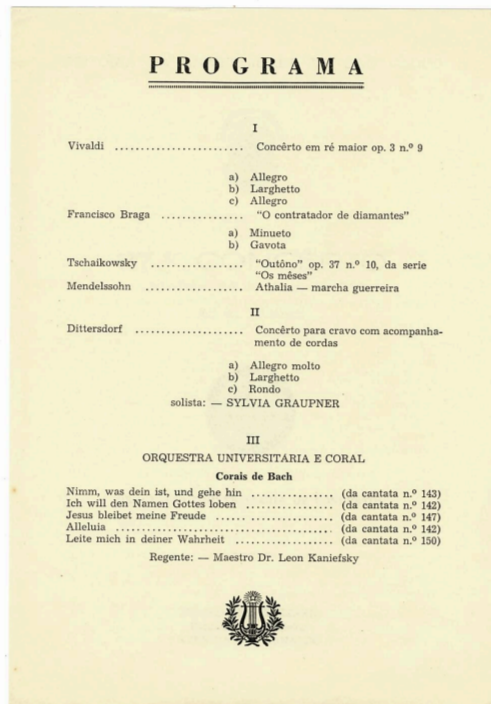 PROGRAMA
I
Vivaldi ........................ Concêrto em ré maior op. 3 n.º 9
a) Allegro
b) Larghetto
c) Allegro
Francisco Braga ................ "O contratador de diamantes"
a) Minueto
b) Gavota
Tschaikowsky .................. "Outôno" op. 37 n.º 10, da serie
"Os mêses"
Mendelssohn ................... Athalia — marcha guerreira
II
Dittersdorf ..................... Concêrto para cravo com acompanha-
mento de cordas
a) Allegro molto
b) Larghetto
c) Rondo
solista: — SYLVIA GRAUPNER
III
ORQUESTRA UNIVERSITARIA E CORAL
Corais de Bach
Nimm, was dein ist, und gehe hin ................ (da cantata n.º 143)
Ich will den Namen Gottes loben ................. (da cantata n.º 142)
Jesus bleibet meine Freude ...................... (da cantata n.º 147)
Alleluia .......................................... (da cantata n.º 142)
Leite mich in deiner Wahrheit ................... (da cantata n.º 150)
Regente: — Maestro Dr. Leon Kaniefsky